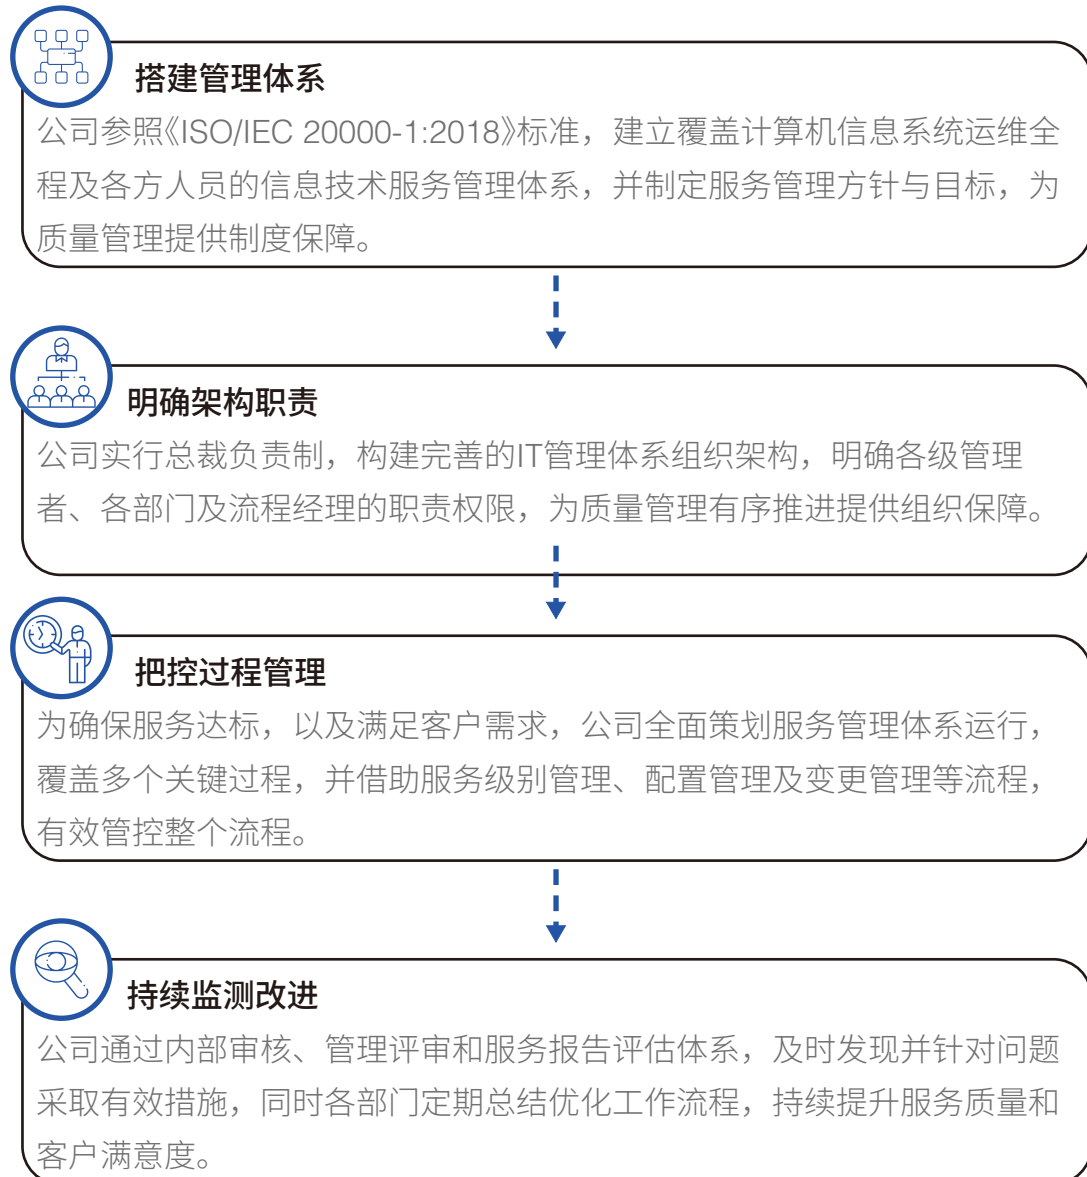 搭建管理体系
公司参照《ISO/IEC 20000-1:2018》标准，建立覆盖计算机信息系统运维全
程及各方人员的信息技术服务管理体系，并制定服务管理方针与目标，为
质量管理提供制度保障。
明确架构职责
公司实行总裁负责制，构建完善的IT管理体系组织架构，明确各级管理
者、各部门及流程经理的职责权限，为质量管理有序推进提供组织保障。
把控过程管理
为确保服务达标，以及满足客户需求，公司全面策划服务管理体系运行，
覆盖多个关键过程，并借助服务级别管理、配置管理及变更管理等流程，
有效管控整个流程。
持续监测改进
公司通过内部审核、管理评审和服务报告评估体系，及时发现并针对问题
采取有效措施，同时各部门定期总结优化工作流程，持续提升服务质量和
客户满意度。